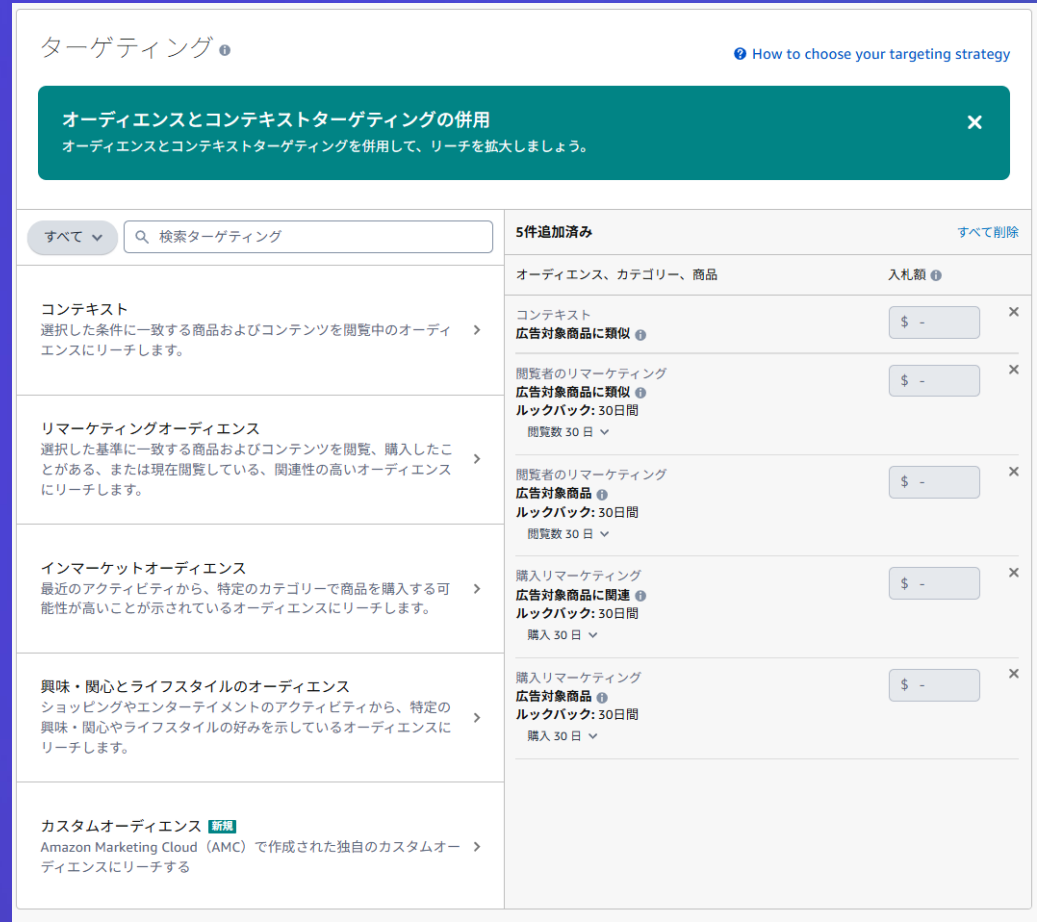 ターゲティング
How to choose your targeting strategy
オーディエンスとコンテキストターゲティングの併用
オーディエンスとコンテキストターゲティングを併用して、リーチを拡大しましょう。
すべて
検索ターゲティング
コンテキスト
選択した条件に一致する商品およびコンテンツを閲覧中のオーディ
エンスにリーチします。
リマーケティングオーディエンス
選択した基準に一致する商品およびコンテンツを閲覧、購入したこ
とがある、または現在閲覧している、関連性の高いオーディエンス
にリーチします。
インマーケットオーディエンス
最近のアクティビティから、特定のカテゴリーで商品を購入する可
能性が高いことが示されているオーディエンスにリーチします。
興味・関心とライフスタイルのオーディエンス
ショッピングやエンターテイメントのアクティビティから、特定の
興味・関心やライフスタイルの好みを示しているオーディエンスに
リーチします。
カスタムオーディエンス 新規
Amazon Marketing Cloud（AMC）で作成された独自のカスタムオー
ディエンスにリーチする
5件追加済み
すべて削除
オーディエンス、カテゴリー、商品
入札額
コンテキスト
広告対象商品に類似
$ -
閲覧者のリマーケティング
広告対象商品に類似
ルックバック: 30日間
閲覧数 30 日
$ -
閲覧者のリマーケティング
広告対象商品
ルックバック: 30日間
閲覧数 30 日
$ -
購入リマーケティング
広告対象商品に関連
ルックバック: 30日間
購入 30 日
$ -
購入リマーケティング
広告対象商品
ルックバック: 30日間
購入 30 日
$ -